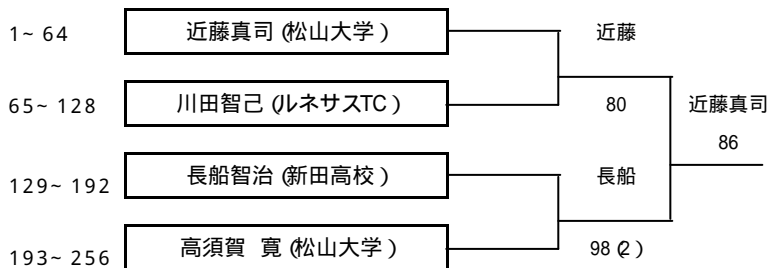 1~ 64 近藤真司 (松山大学 ) 近藤
65~ 128 川田智己 (ルネサスTC ) 80 近藤真司
86
129~ 192 長船智治 (新田高校 ) 長船
193~ 256 高須賀 寛 (松山大学 ) 98 (2 )